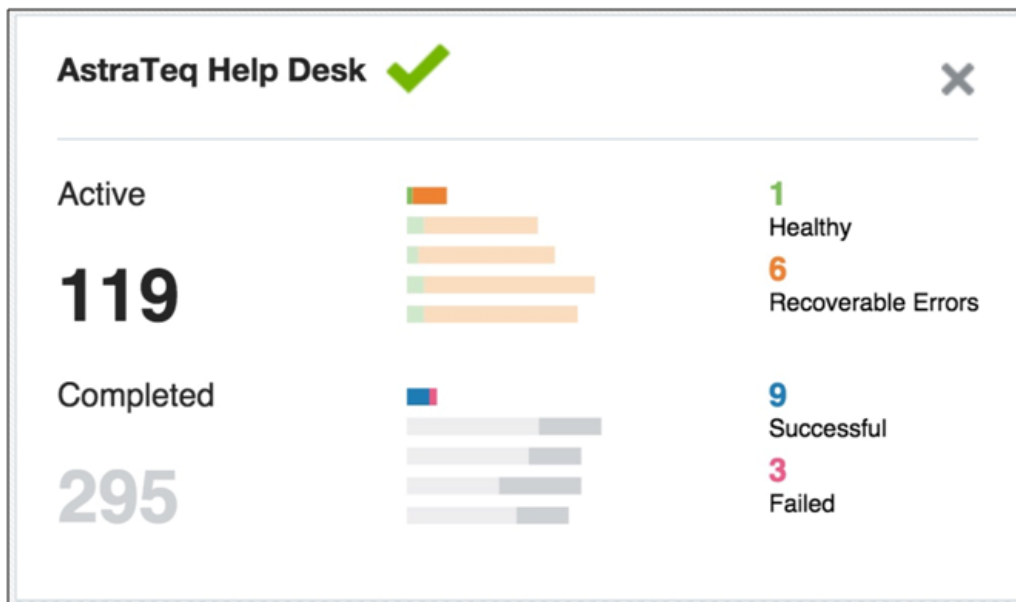 AstraTeq Help Desk
Active
119
1
Healthy
6
Recoverable Errors
Completed
295
9
Successful
3
Failed